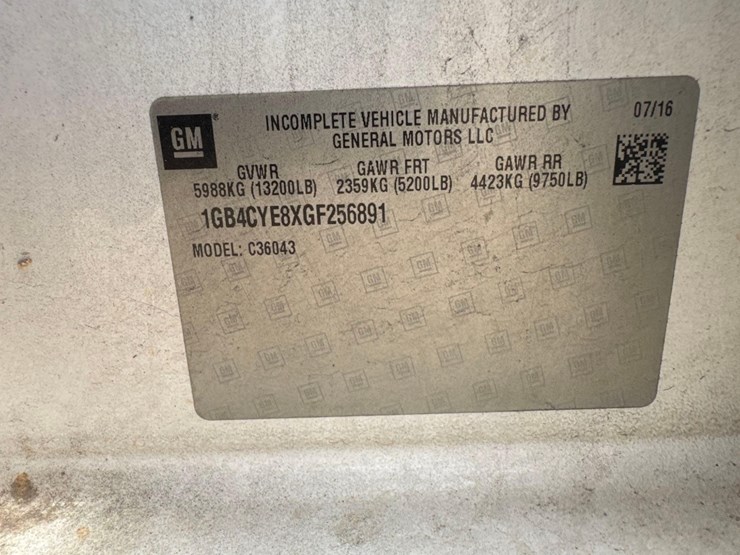 GM
INCOMPLETE VEHICLE MANUFACTURED BY
GENERAL MOTORS LLC
07/16
GVWR GAWR FRT GAWR RR
5988KG (13200LB) 2359KG (5200LB) 4423KG (9750LB)
1GB4CYE8XGF256891
MODEL: C36043